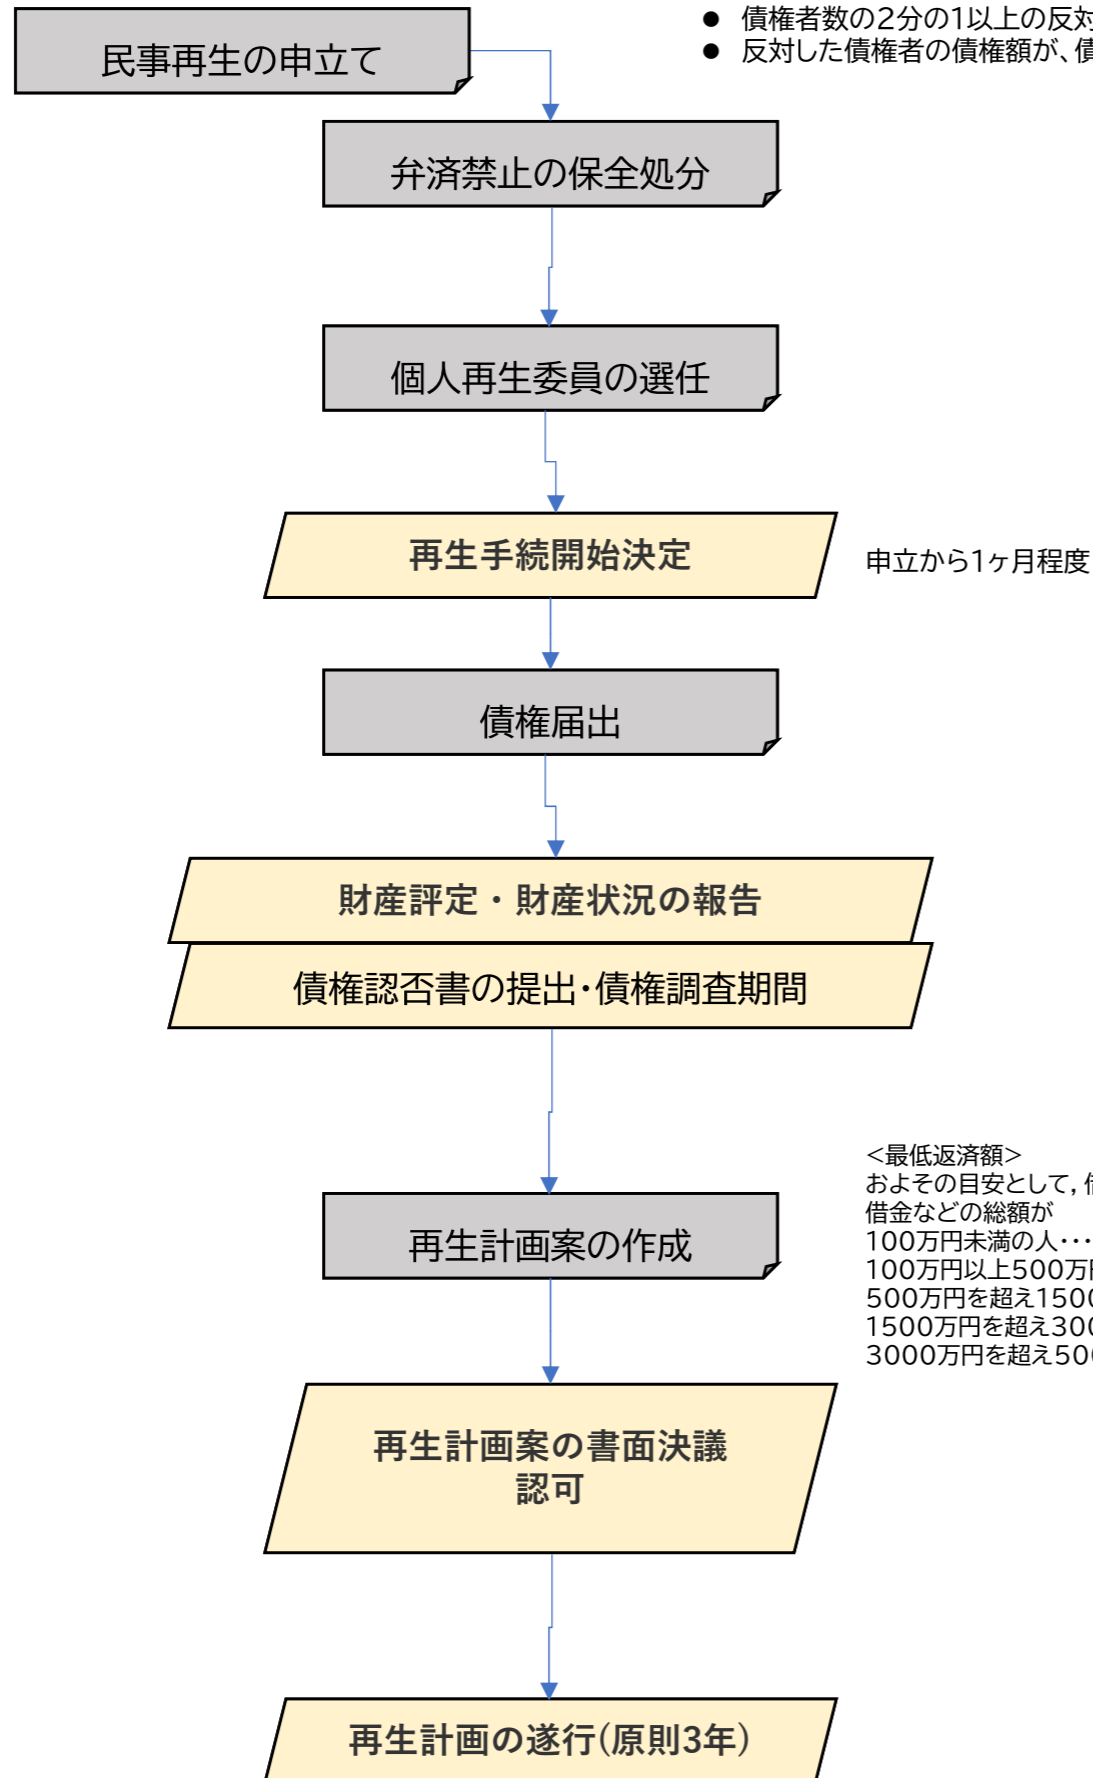 ● 債権者数の2分の1以上の反対
● 反対した債権者の債権額が、債
民事再生の申立て
弁済禁止の保全処分
個人再生委員の選任
再生手続開始決定
申立から1ヶ月程度
債権届出
財産評定・財産状況の報告
債権認否書の提出・債権調査期間
<最低返済額>
およその目安として,借
借金などの総額が
100万円未満の人・・・
100万円以上500万円
500万円を超え1500
1500万円を超え300
3000万円を超え500
再生計画案の作成
再生計画案の書面決議
認可
再生計画の遂行(原則3年)